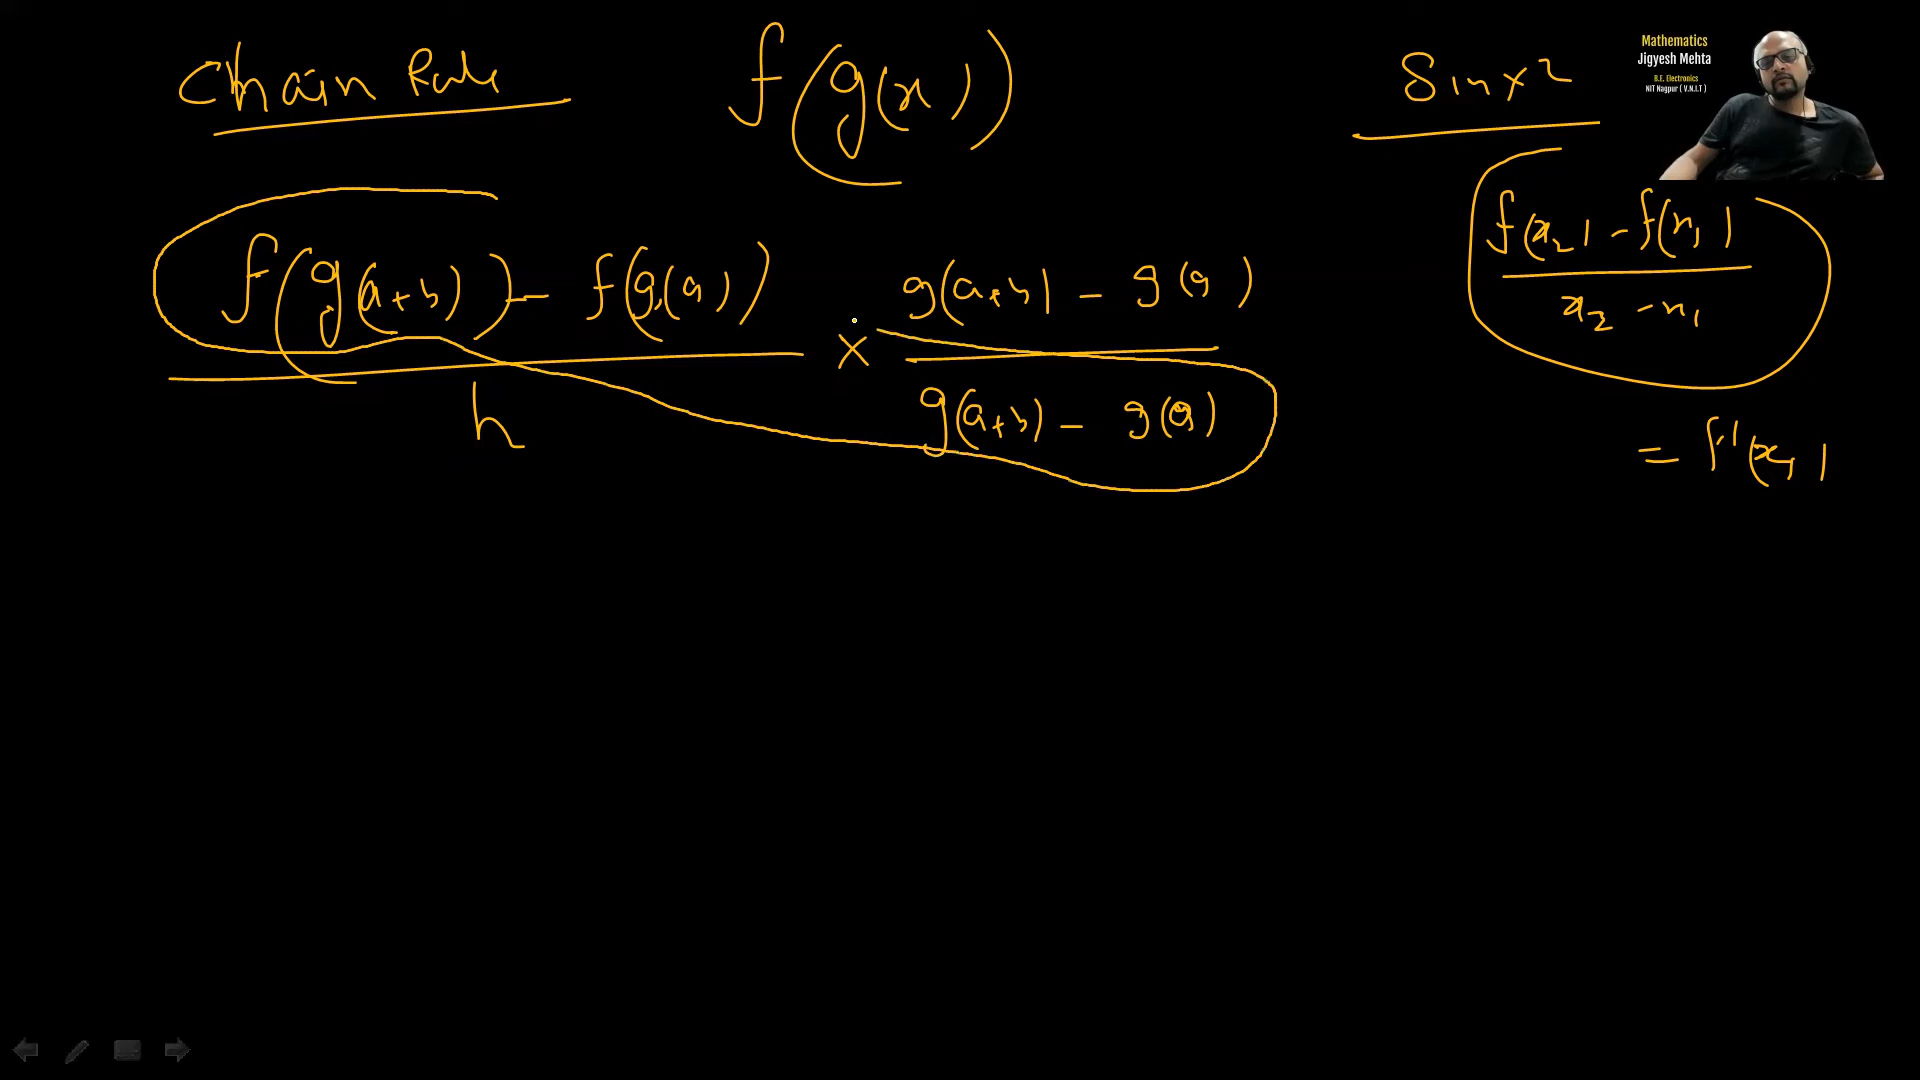 Chain Rule f(g(x)) Sin x2
Mathematics
Jigyesh Mehta
B.E. Electronics
NIT Nagpur ( V.N.I.T )
f(x2) - f(x1)
x2 - x1
= f'(x1)
f(g(a+h)) - f(g(a)) × g(a+h) - g(a)
h g(a+h) - g(a)